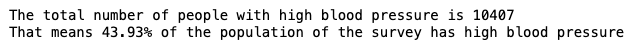 The total number of people with high blood pressure is 10407
That means 43.93% of the population of the survey has high blood pressure